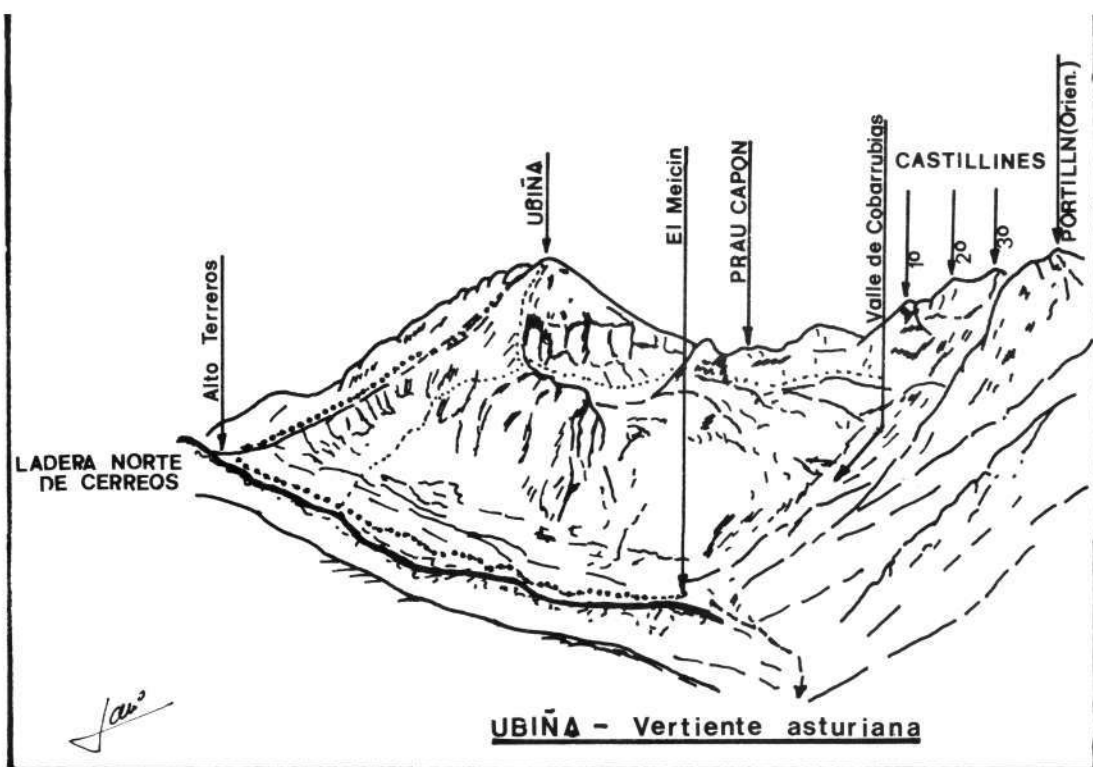 Alto Terreros
UBIÑA
El Meicin
PRAU CAPON
Valle de Cobarrubias
CASTILLINES
1º
2º
3º
PORTILLN(Orien.)
LADERA NORTE
DE CERREOS
UBIÑA - Vertiente asturiana